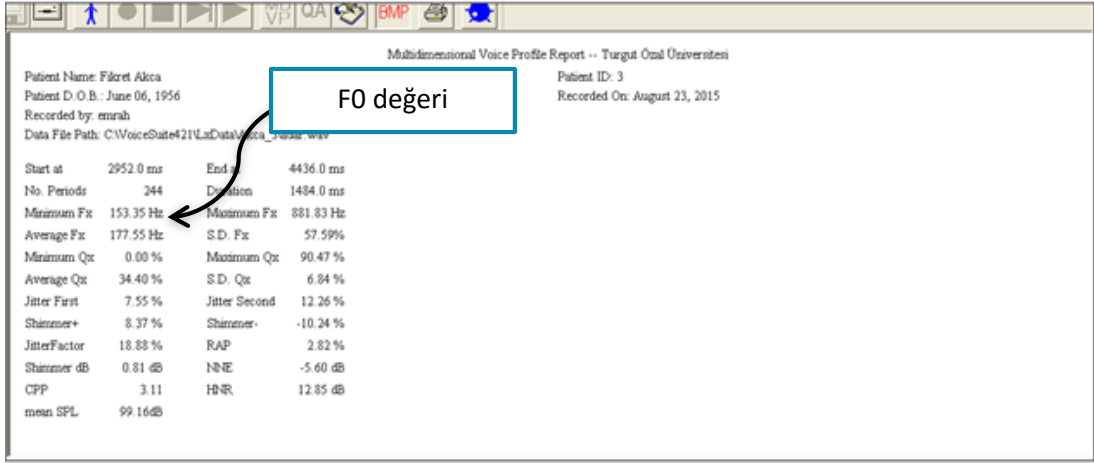 MVP QA BMP
Multidimensional Voice Profile Report -- Turgut Özal Üniversitesi
Patient Name: Fikret Akca Patient ID: 3
Patient D.O.B.: June 06, 1956 Recorded On: August 23, 2015
F0 değeri
Recorded by: emrah
Data File Path: C:\VoiceSuite421\LxData\
Start at 2952.0 ms End at 4436.0 ms
No. Periods 244 Duration 1484.0 ms
Minimum Fx 153.35 Hz Maximum Fx 881.83 Hz
Average Fx 177.55 Hz S.D. Fx 57.59%
Minimum Qx 0.00 % Maximum Qx 90.47 %
Average Qx 34.40 % S.D. Qx 6.84 %
Jitter First 7.55 % Jitter Second 12.26 %
Shimmer+ 8.37 % Shimmer- -10.24 %
JitterFactor 18.88 % RAP 2.82 %
Shimmer dB 0.81 dB NNE -5.60 dB
CPP 3.11 HNR 12.85 dB
mean SPL 99.16dB